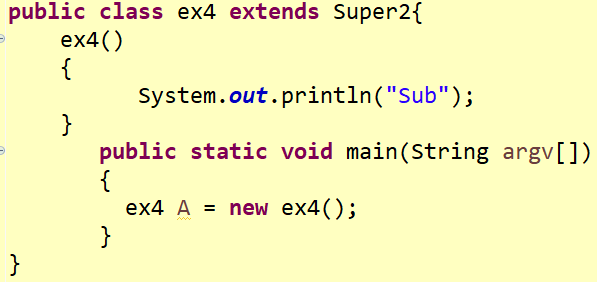 public class ex4 extends Super2{
ex4()
{
System.out.println("Sub");
}
public static void main(String argv[])
{
ex4 A = new ex4();
}
}